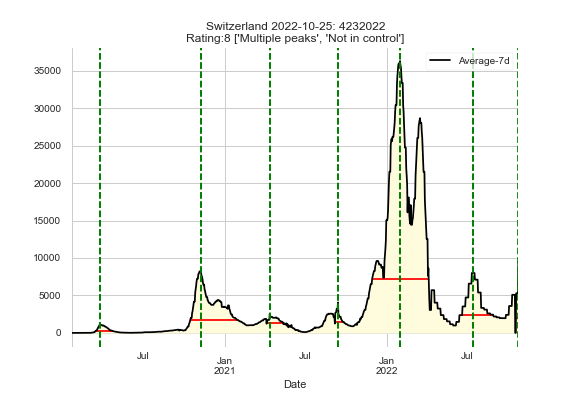 Switzerland 2022-10-25: 4232022
Rating:8 ['Multiple peaks', 'Not in control']
Average-7d
35000
30000
25000
20000
15000
10000
5000
0
Jul
Jan
2021
Jul
Jan
2022
Jul
Date